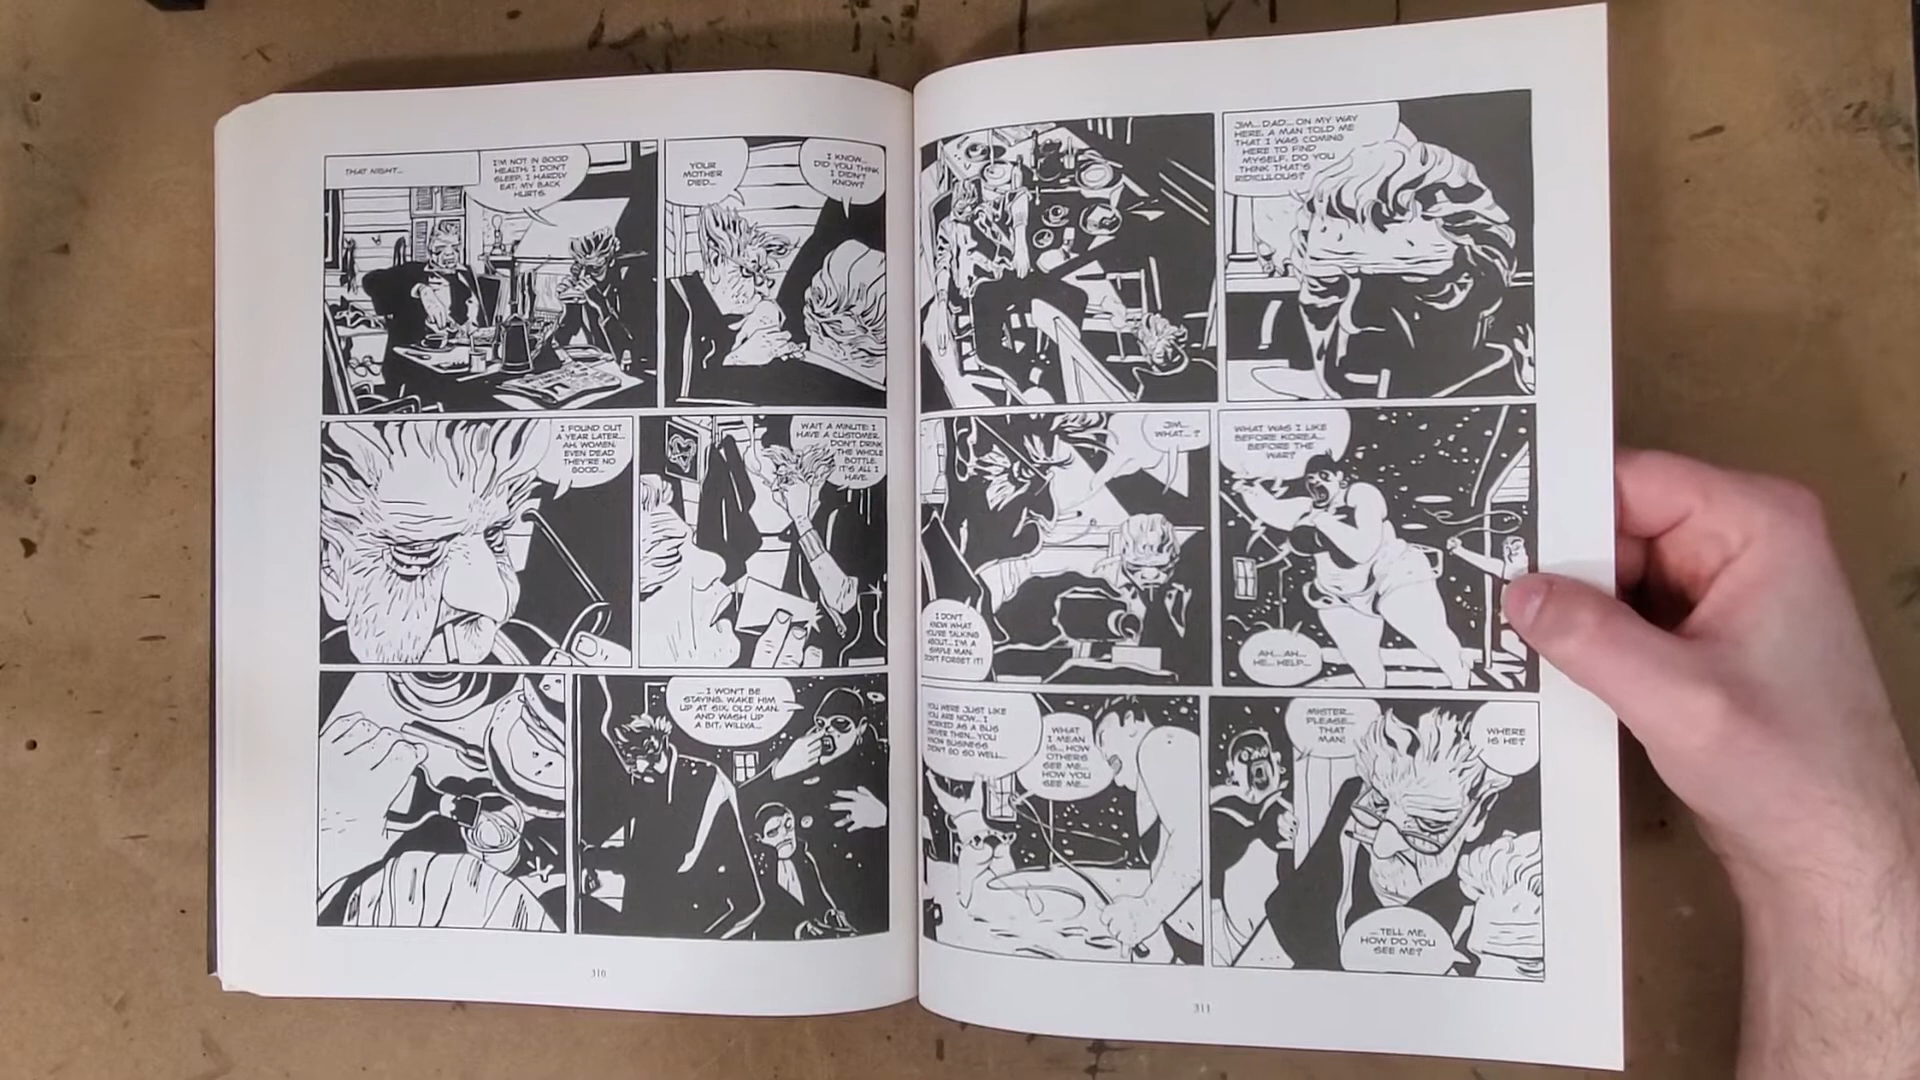 THAT NIGHT...
I'M NOT IN GOOD
HEALTH; I DON'T
SLEEP, I HARDLY
EAT, MY BACK
HURTS.
YOUR
MOTHER
DIED...
I KNOW...
DID YOU THINK
I DIDN'T
KNOW?
I FOUND OUT
A YEAR LATER...
AH, WOMEN,
EVEN DEAD
THEY'RE NO
GOOD...
WAIT A MINUTE: I
HAVE A CUSTOMER.
DON'T DRINK
THE WHOLE
BOTTLE.
IT'S ALL I
HAVE.
...I WON'T BE
STAYING. WAKE HIM
UP AT SIX, OLD MAN.
AND WASH UP
A BIT, WILLYA...
310
JIM... DAD... ON MY WAY
HERE, A MAN TOLD ME
THAT I WAS COMING
HERE TO FIND
MYSELF. DO YOU
THINK THAT'S
RIDICULOUS?
JIM...
WHAT...?
I DON'T
KNOW WHAT
YOU'RE TALKING
ABOUT... I'M A
SIMPLE MAN.
DON'T FORGET IT!
WHAT WAS I LIKE
BEFORE KOREA...
BEFORE THE
WAR?
AH... AH...
HE... HELP...
YOU WERE JUST LIKE
YOU ARE NOW... I
WORKED AS A BUS
DRIVER THEN... YOU
KNOW BUSINESS
DIDN'T GO SO WELL...
WHAT
I MEAN
IS... HOW
OTHERS
SEE ME...
HOW YOU
SEE ME...
MISTER...
PLEASE...
THAT
MAN!
WHERE
IS HE?
...TELL ME,
HOW DO YOU
SEE ME?
311